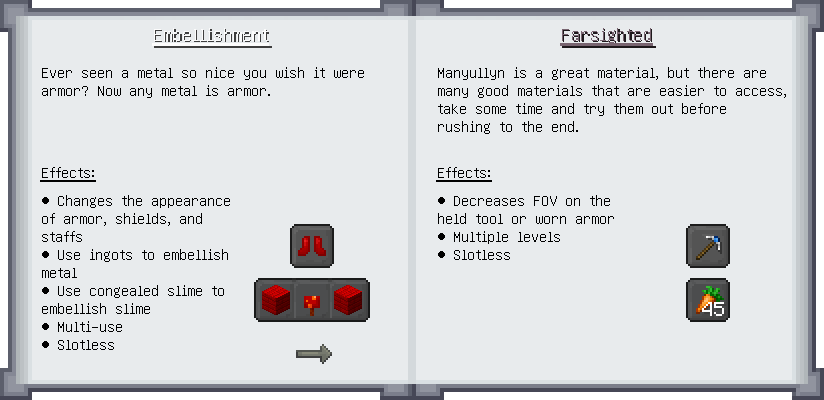 Embellishment
Ever seen a metal so nice you wish it were
armor? Now any metal is armor.
Effects:
• Changes the appearance
of armor, shields, and
staffs
• Use ingots to embellish
metal
• Use congealed slime to
embellish slime
• Multi-use
• Slotless
Farsighted
Manyullyn is a great material, but there are
many good materials that are easier to access,
take some time and try them out before
rushing to the end.
Effects:
• Decreases FOV on the
held tool or worn armor
• Multiple levels
• Slotless
45